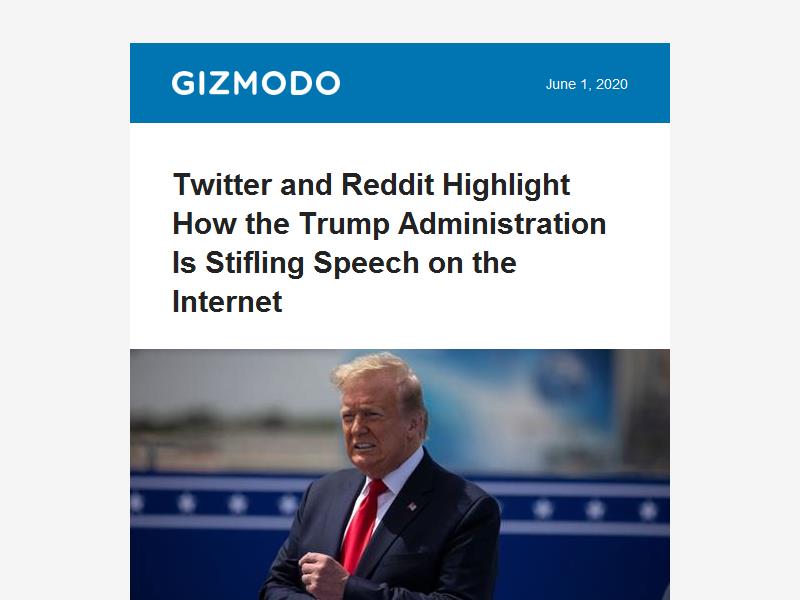 GIZMODO
June 1, 2020
Twitter and Reddit Highlight
How the Trump Administration
Is Stifling Speech on the
Internet